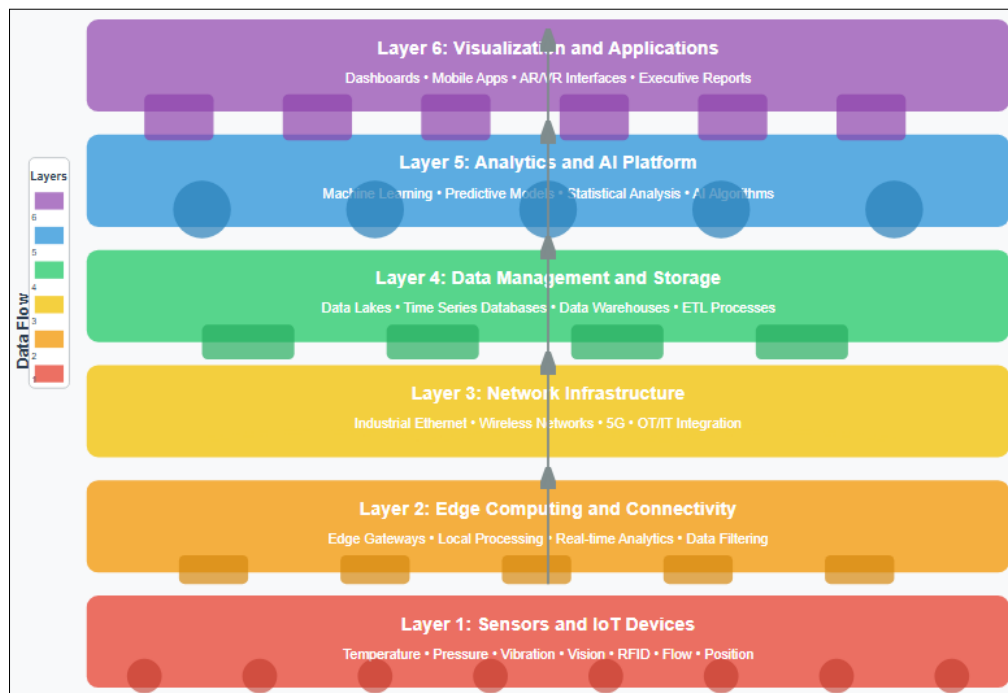 Layer 6: Visualization and Applications
Dashboards • Mobile Apps • AR/VR Interfaces • Executive Reports
Layer 5: Analytics and AI Platform
Machine Learning • Predictive Models • Statistical Analysis • AI Algorithms
Layer 4: Data Management and Storage
Data Lakes • Time Series Databases • Data Warehouses • ETL Processes
Layer 3: Network Infrastructure
Industrial Ethernet • Wireless Networks • 5G • OT/IT Integration
Layer 2: Edge Computing and Connectivity
Edge Gateways • Local Processing • Real-time Analytics • Data Filtering
Layer 1: Sensors and IoT Devices
Temperature • Pressure • Vibration • Vision • RFID • Flow • Position
Layers
6
5
4
3
2
1
Data Flow